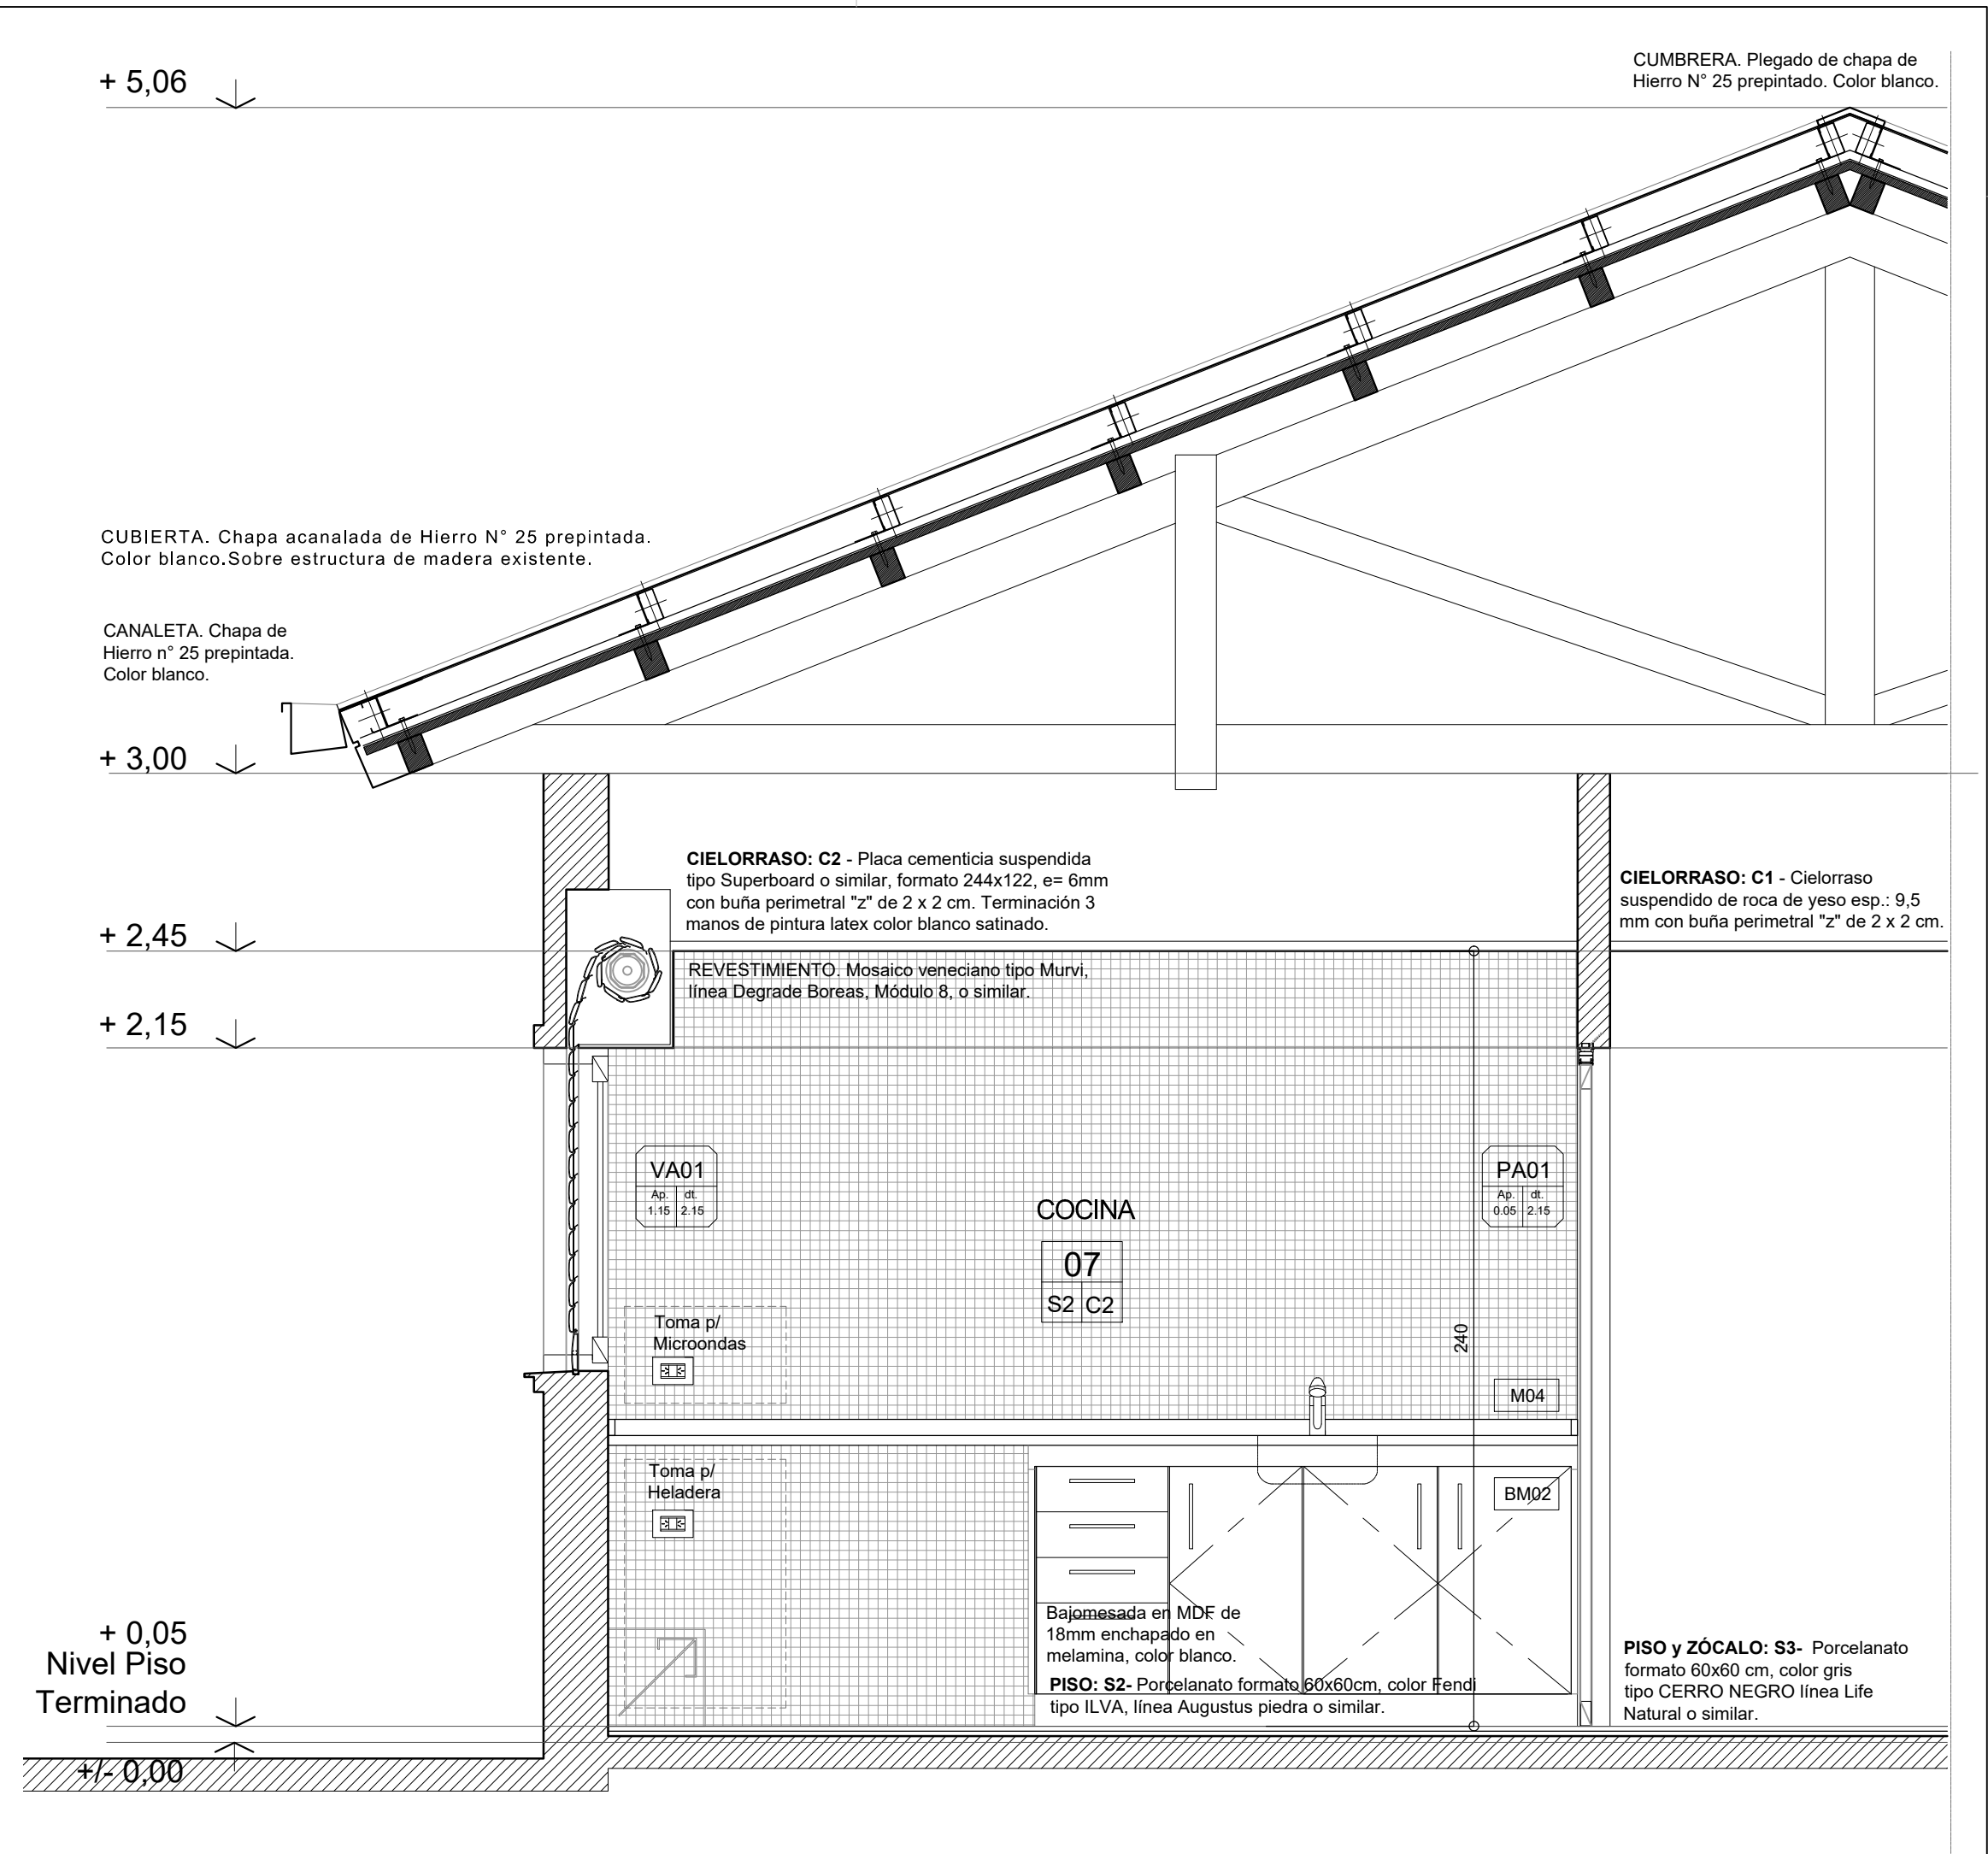 + 5,06
CUMBRERA. Plegado de chapa de
Hierro N° 25 prepintado. Color blanco.
CUBIERTA. Chapa acanalada de Hierro N° 25 prepintada.
Color blanco.Sobre estructura de madera existente.
CANALETA. Chapa de
Hierro n° 25 prepintada.
Color blanco.
+ 3,00
CIELORRASO: C2 - Placa cementicia suspendida
tipo Superboard o similar, formato 244x122, e= 6mm
con buña perimetral "z" de 2 x 2 cm. Terminación 3
manos de pintura latex color blanco satinado.
CIELORRASO: C1 - Cielorraso
suspendido de roca de yeso esp.: 9,5
mm con buña perimetral "z" de 2 x 2 cm.
+ 2,45
REVESTIMIENTO. Mosaico veneciano tipo Murvi,
línea Degrade Boreas, Módulo 8, o similar.
+ 2,15
VA01
Ap. dt.
1.15 2.15
PA01
Ap. dt.
0.05 2.15
COCINA
07
S2 C2
240
Toma p/
Microondas
M04
Toma p/
Heladera
BM02
Bajomesada en MDF de
18mm enchapado en
melamina, color blanco.
PISO: S2- Porcelanato formato 60x60cm, color Fendi
tipo ILVA, línea Augustus piedra o similar.
PISO y ZÓCALO: S3- Porcelanato
formato 60x60 cm, color gris
tipo CERRO NEGRO línea Life
Natural o similar.
+ 0,05
Nivel Piso
Terminado
+/- 0,00